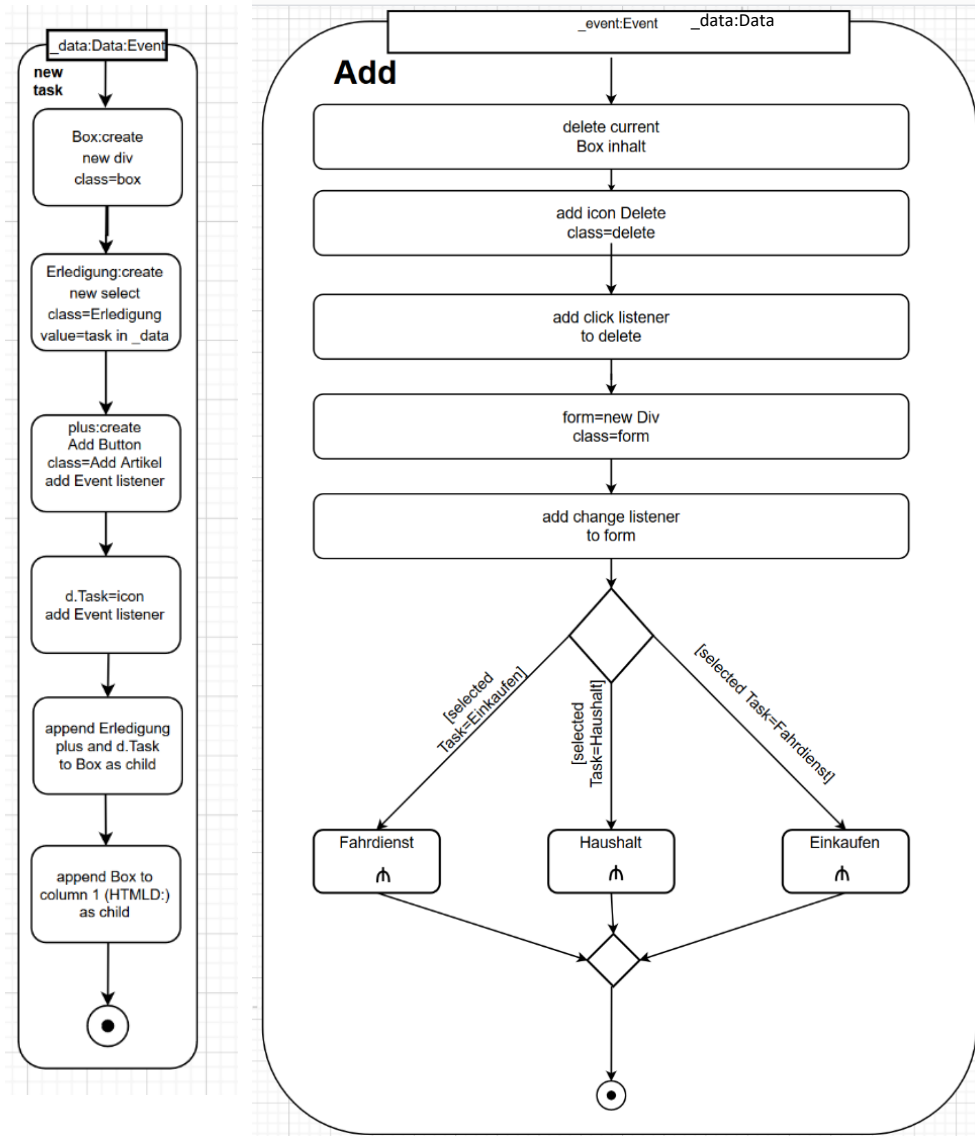 _data:Data:Event
new
task
Box:create
new div
class=box
Erledigung:create
new select
class=Erledigung
value=task in _data
plus:create
Add Button
class=Add Artikel
add Event listener
d.Task=icon
add Event listener
append Erledigung
plus and d.Task
to Box as child
append Box to
column 1 (HTMLD:)
as child
_event:Event _data:Data
Add
delete current
Box inhalt
add icon Delete
class=delete
add click listener
to delete
form=new Div
class=form
add change listener
to form
[selected
Task=Einkaufen]
[selected
Task=Haushalt]
[selected Task=Fahrdienst]
Fahrdienst
Haushalt
Einkaufen